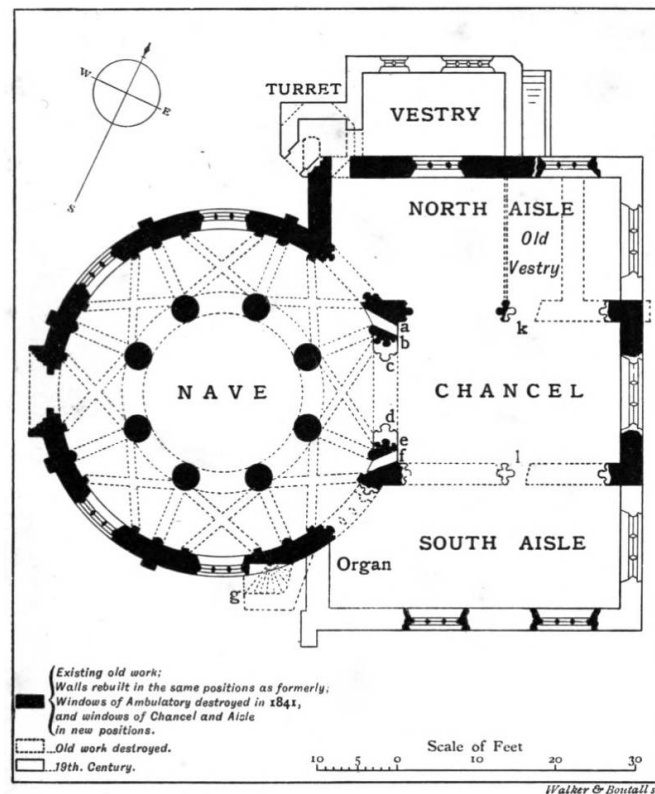 W
E
S
TURRET
VESTRY
NORTH AISLE
Old
Vestry
a
b
k
c
NAVE
CHANCEL
d
e
l
f
SOUTH AISLE
Organ
g
Existing old work;
Walls rebuilt in the same positions as formerly;
Windows of Ambulatory destroyed in 1841,
and windows of Chancel and Aisle
in new positions.
Old work destroyed.
19th. Century.
Scale of Feet
10 5 0 10 20 30
Walker & Boutall s